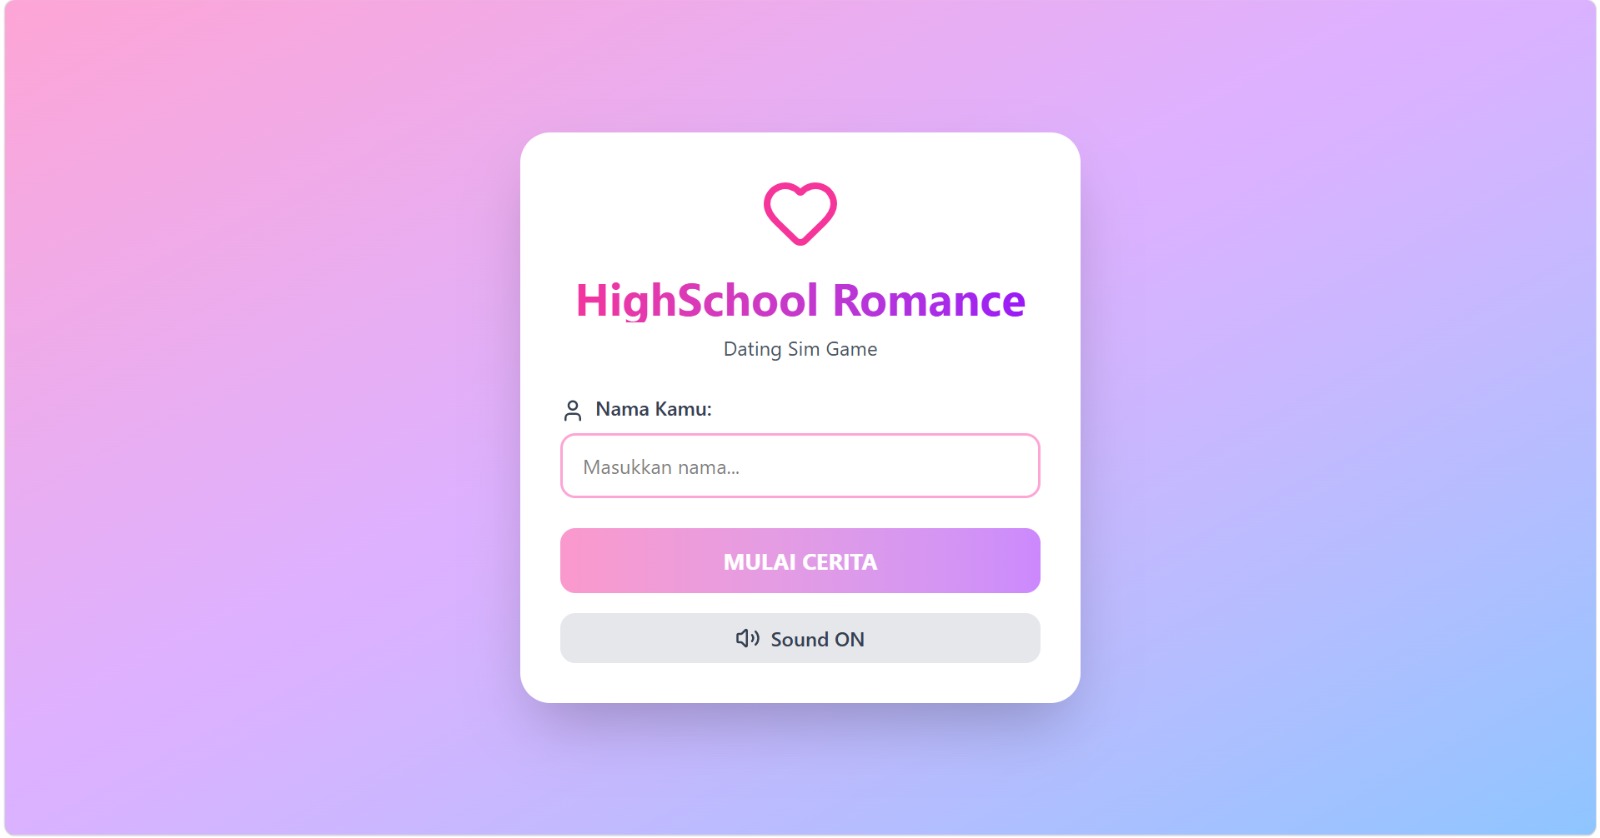 HighSchool Romance
Dating Sim Game
Nama Kamu:
Masukkan nama...
MULAI CERITA
Sound ON